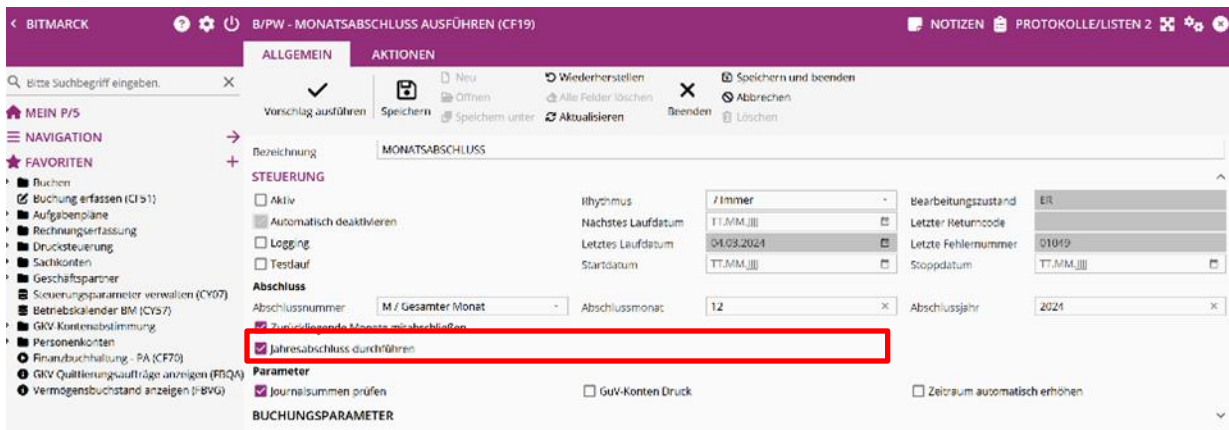 BITMARCK B/PW - MONATSABSCHLUSS AUSFÜHREN (CF19) NOTIZEN PROTOKOLLE/LISTEN 2
ALLGEMEIN AKTIONEN
Bitte Suchbegriff eingeben.
MEIN P/5
NAVIGATION
FAVORITEN
Buchen
Buchung erfassen (CF51)
Aufgabenpläne
Rechnungserfassung
Drucksteuerung
Sachkonten
Geschäftspartner
Steuerungsparameter verwalten (CY07)
Betriebskalender BM (CY57)
GKV-Kontenabstimmung
Personenkonten
Finanzbuchhaltung - PA (CF70)
GKV Quittierungsaufträge anzeigen (FBQA)
Vermögensbuchstand anzeigen (FBVG)
Vorschlag ausführen
Speichern
Neu
Öffnen
Speichern unter
Wiederherstellen
Alle Felder löschen
Aktualisieren
Beenden
Speichern und beenden
Abbrechen
Löschen
Bezeichnung MONATSABSCHLUSS
STEUERUNG
Aktiv Rhythmus / Immer Bearbeitungszustand ER
Automatisch deaktivieren Nächstes Laufdatum TT.MM.JJJJ Letzter Returncode
Logging Letztes Laufdatum 04.03.2024 Letzte Fehlernummer 01049
Testlauf Startdatum TT.MM.JJJJ Stoppdatum TT.MM.JJJJ
Abschluss
Abschlussnummer M / Gesamter Monat Abschlussmonat 12 Abschlussjahr 2024
Zurückliegende Monate mitabschließen
Jahresabschluss durchführen
Parameter
Journalsummen prüfen GuV-Konten Druck Zeitraum automatisch erhöhen
BUCHUNGSPARAMETER